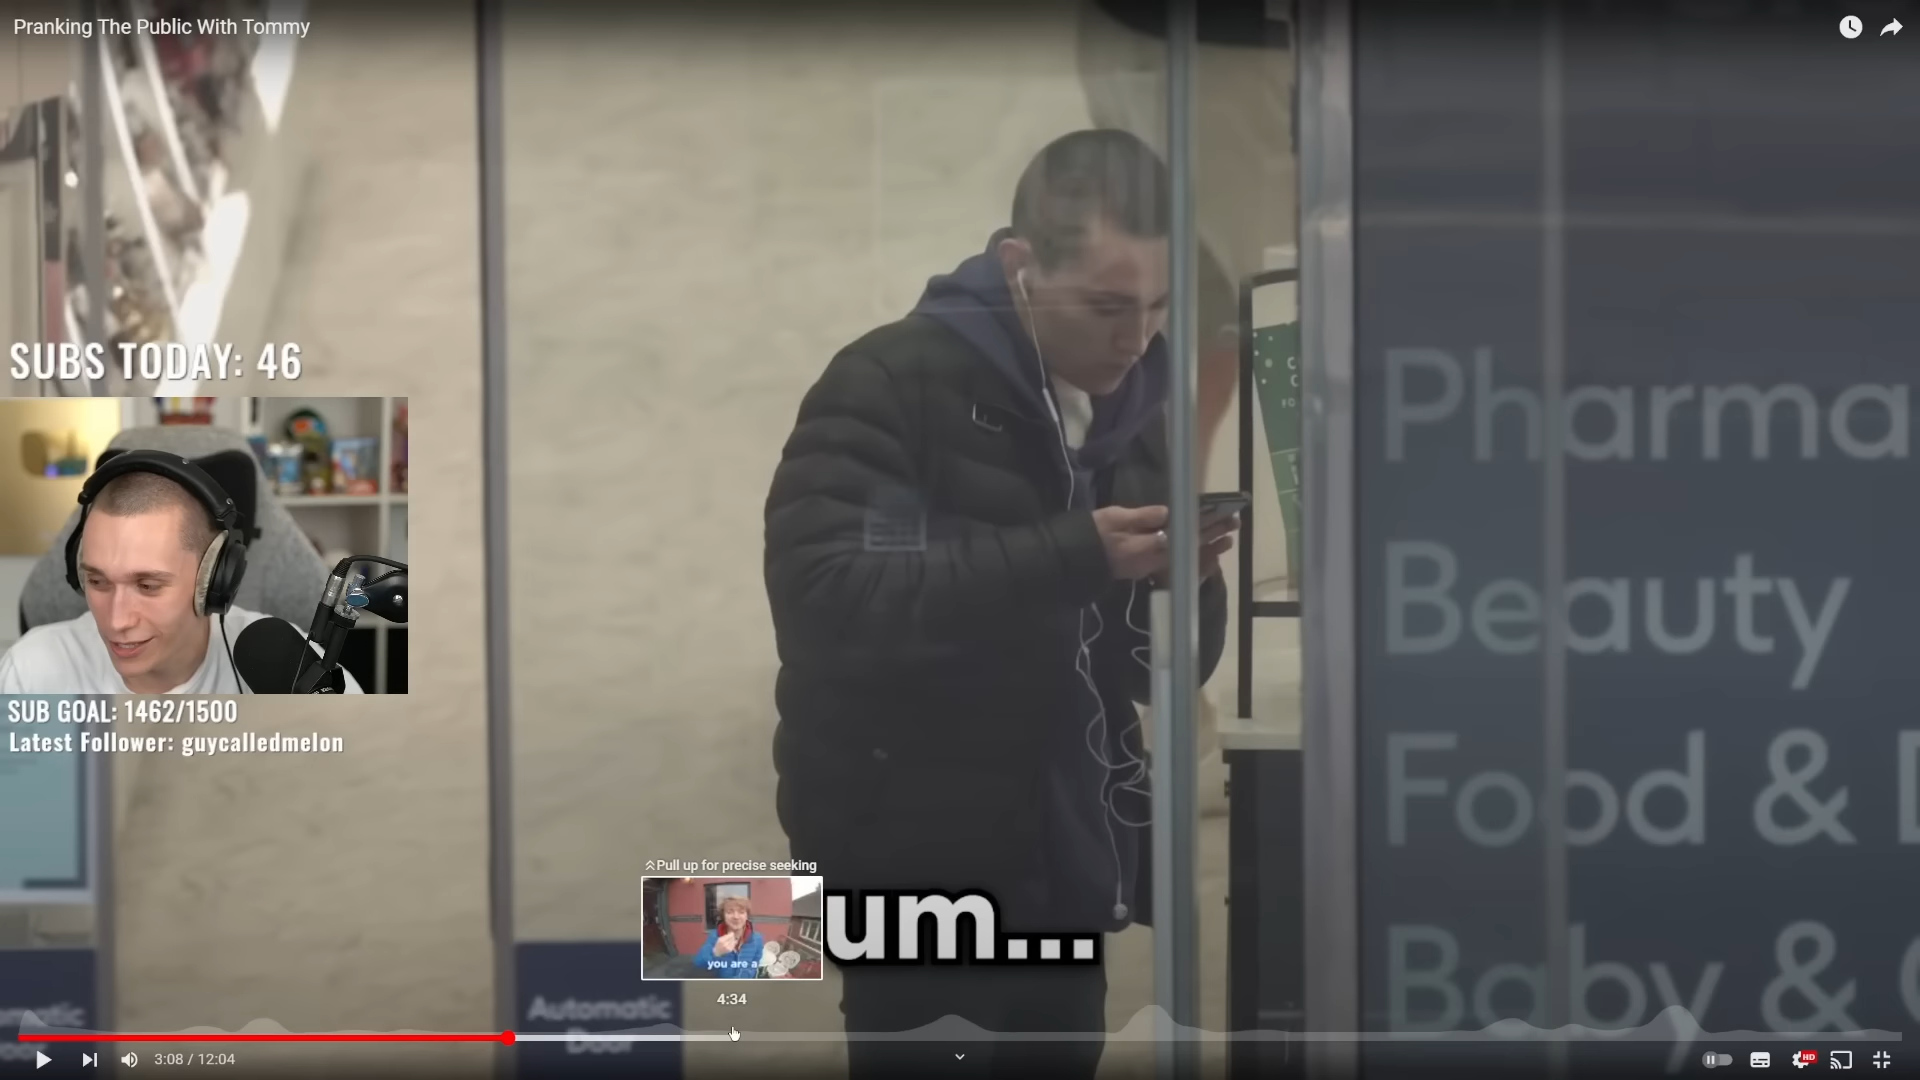 Pranking The Public With Tommy
SUBS TODAY: 46
SUB GOAL: 1462/1500
Latest Follower: guycalledmelon
Pharma
Beauty
Food &
Baby &
Pull up for precise seeking
you are a
um...
4:34
Automatic
Door
3:08 / 12:04
HD